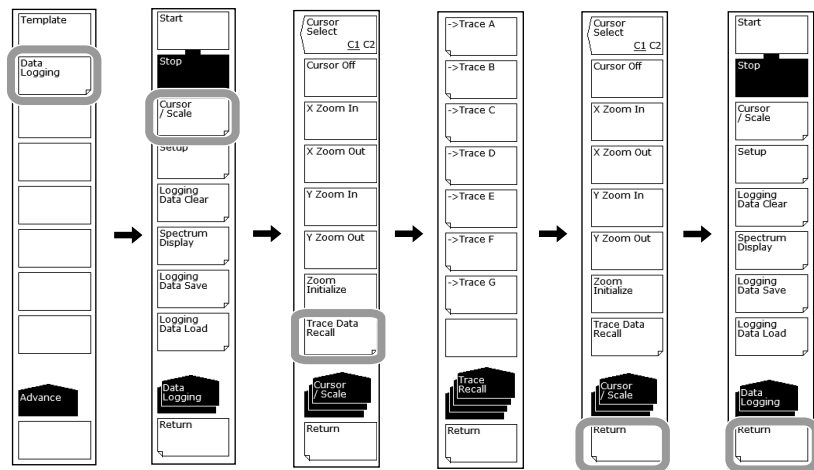 Template
Data
Logging
Advance
Start
Stop
Cursor
/ Scale
Setup
Logging
Data Clear
Spectrum
Display
Logging
Data Save
Logging
Data Load
Data
Logging
Return
Cursor
Select
C1 C2
Cursor Off
X Zoom In
X Zoom Out
Y Zoom In
Y Zoom Out
Zoom
Initialize
Trace Data
Recall
Cursor
/ Scale
Return
->Trace A
->Trace B
->Trace C
->Trace D
->Trace E
->Trace F
->Trace G
Trace
Recall
Return
Cursor
Select
C1 C2
Cursor Off
X Zoom In
X Zoom Out
Y Zoom In
Y Zoom Out
Zoom
Initialize
Trace Data
Recall
Cursor
/ Scale
Return
Start
Stop
Cursor
/ Scale
Setup
Logging
Data Clear
Spectrum
Display
Logging
Data Save
Logging
Data Load
Data
Logging
Return